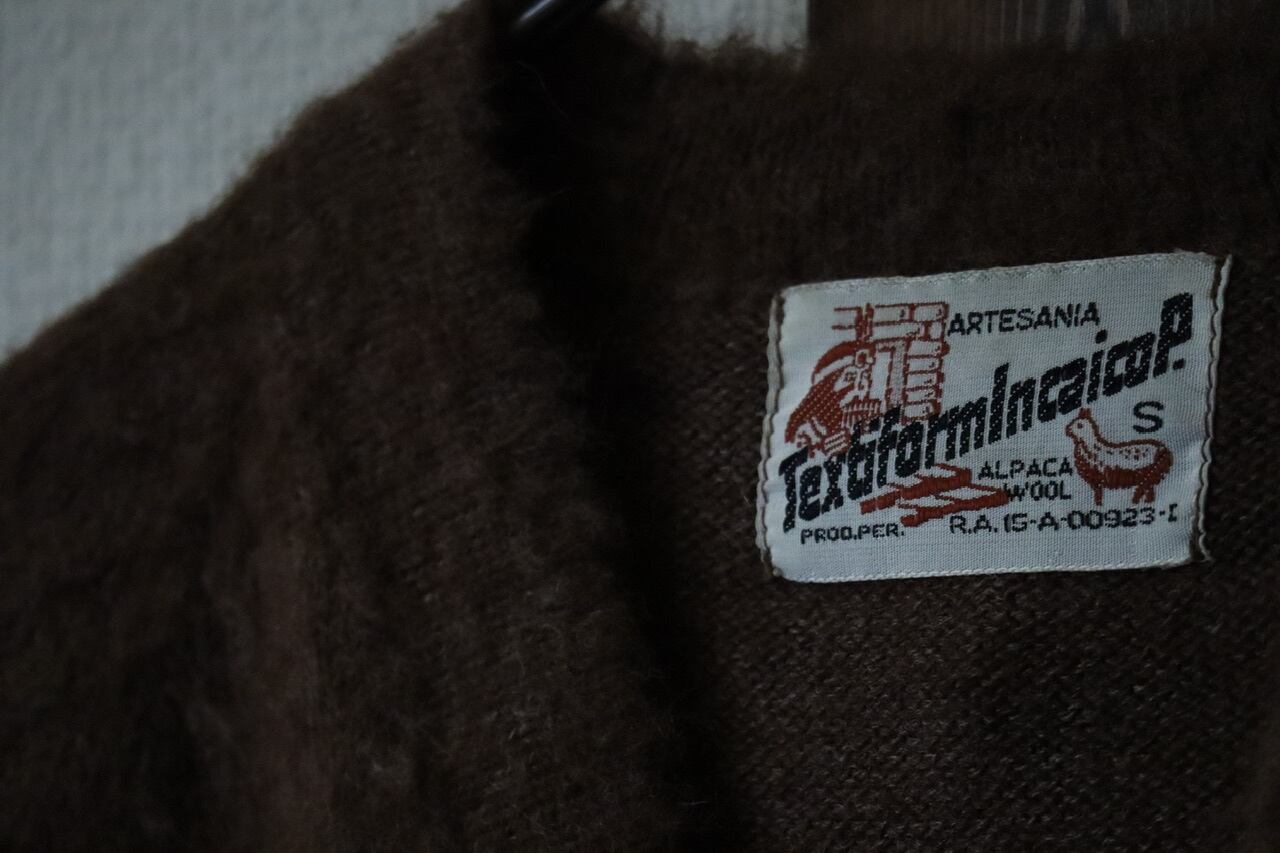 ARTESANIA
TextiformIncaicoP.
S
ALPACA
WOOL
PROD.PER.
R.A.15-A-00923-I